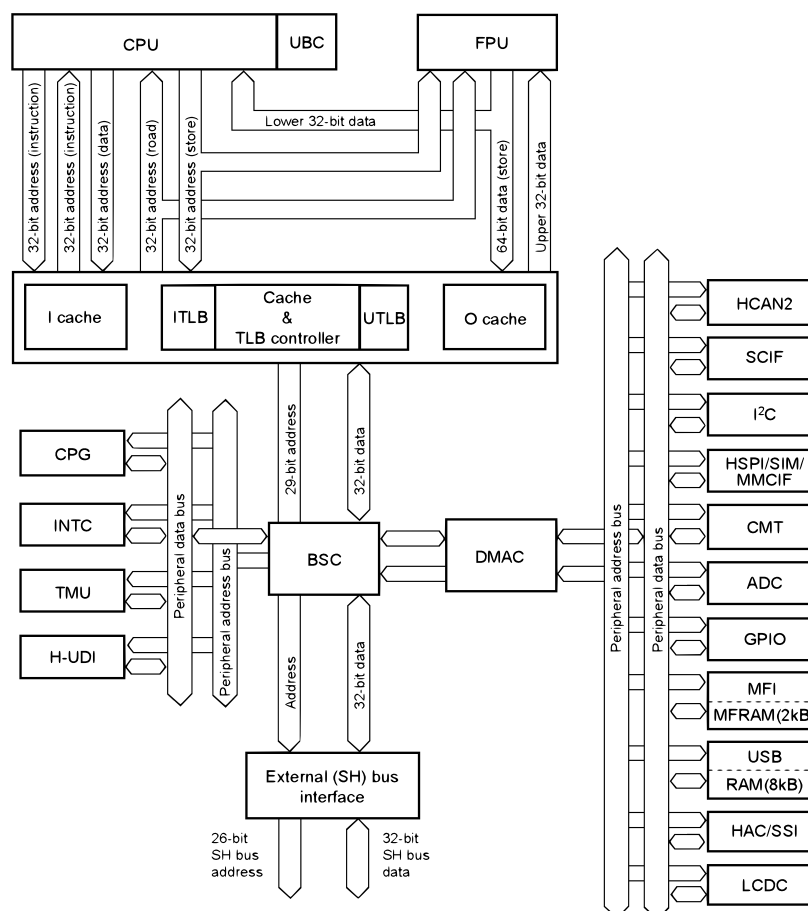 CPU
UBC
FPU
Lower 32-bit data
32-bit address (instruction)
32-bit address (instruction)
32-bit address (data)
32-bit address (road)
32-bit address (store)
64-bit data (store)
Upper 32-bit data
I cache
ITLB
Cache
&
TLB controller
UTLB
O cache
29-bit address
32-bit data
CPG
INTC
TMU
H-UDI
Peripheral data bus
Peripheral address bus
BSC
DMAC
Address
32-bit data
External (SH) bus
interface
26-bit
SH bus
address
32-bit
SH bus
data
Peripheral address bus
Peripheral data bus
HCAN2
SCIF
I²C
HSPI/SIM/
MMCIF
CMT
ADC
GPIO
MFI
MFRAM(2kB
USB
RAM(8kB)
HAC/SSI
LCDC